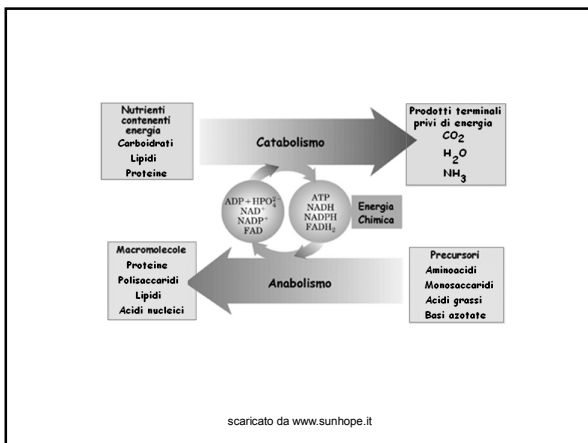 Nutrienti
contenenti
energia
Carboidrati
Lipidi
Proteine
Catabolismo
Prodotti terminali
privi di energia
CO₂
H₂O
NH₃
ADP + HPO₄²⁻
NAD⁺
NADP⁺
FAD
ATP
NADH
NADPH
FADH₂
Energia
Chimica
Macromolecole
Proteine
Polisaccaridi
Lipidi
Acidi nucleici
Anabolismo
Precursori
Aminoacidi
Monosaccaridi
Acidi grassi
Basi azotate
scaricato da www.sunhope.it